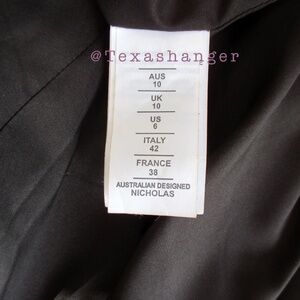 @Texashanger
AUS
10
UK
10
US
6
ITALY
42
FRANCE
38
AUSTRALIAN DESIGNED
NICHOLAS